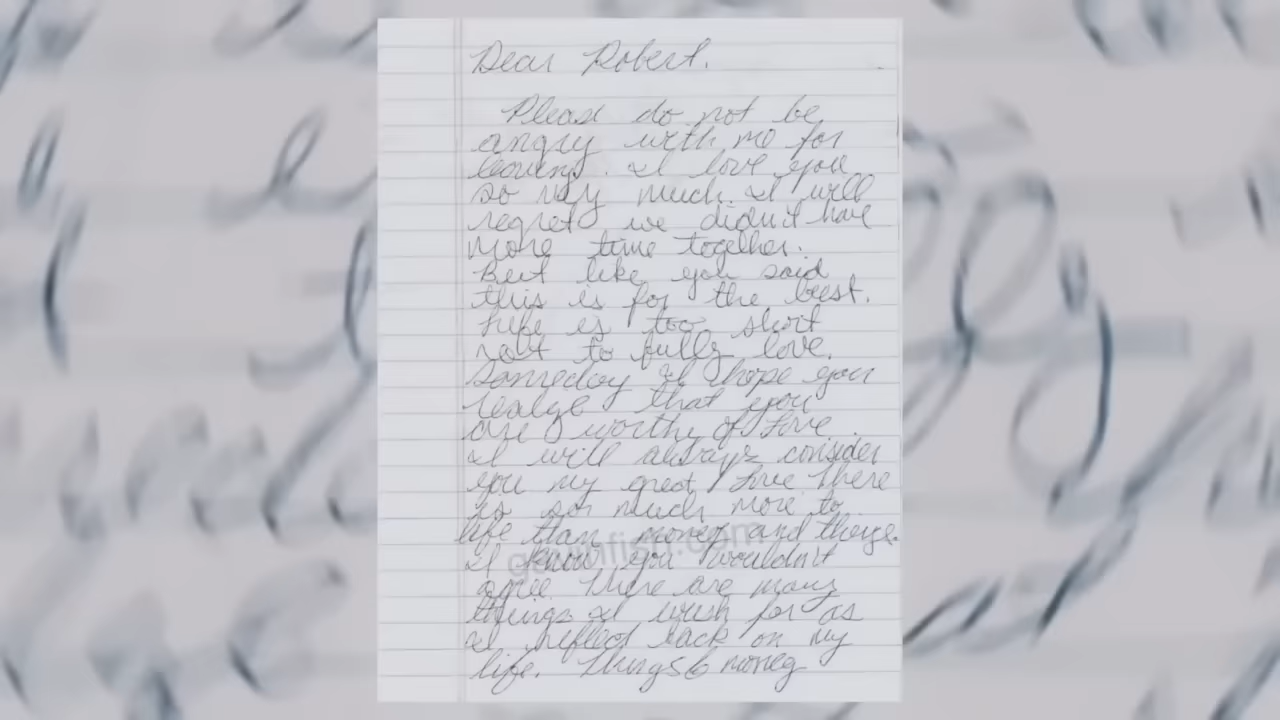 Dear Robert.
Please do not be
angry with me for
leaving. I love you
so very much. I will
regret we didn't have
more time together.
But like you said
this is for the best.
Life is too short
not to fully love.
Someday I hope you
realize that you
are worthy of Love.
I will always consider
you my great Love There
is so much more to
life than money and things.
I know you wouldn't
agree. There are many
things I wish for as
I reflect back on my
life. Things money